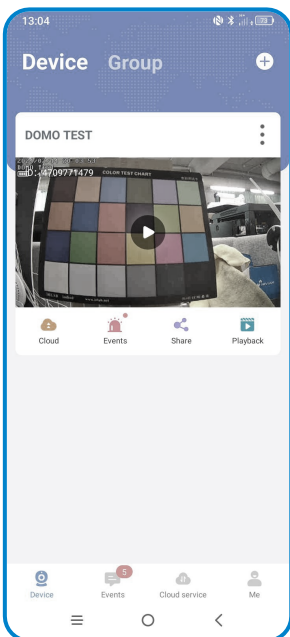 13:04
73
Device Group
DOMO TEST
ID: 4709771479
COLOR TEST CHART
Cloud Events Share Playback
5
Device Events Cloud service Me